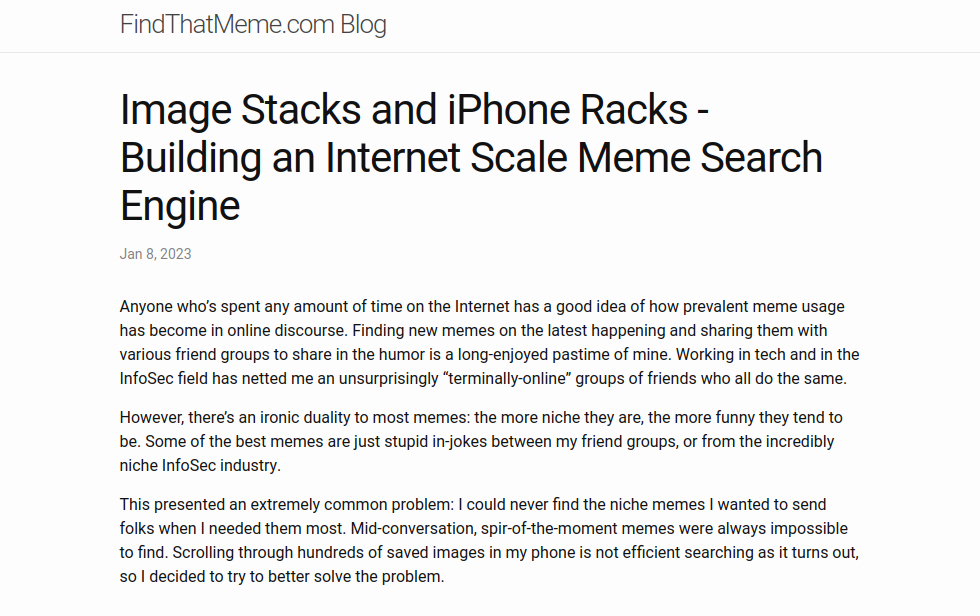 FindThatMeme.com Blog
Image Stacks and iPhone Racks -
Building an Internet Scale Meme Search
Engine
Jan 8, 2023
Anyone who’s spent any amount of time on the Internet has a good idea of how prevalent meme usage
has become in online discourse. Finding new memes on the latest happening and sharing them with
various friend groups to share in the humor is a long-enjoyed pastime of mine. Working in tech and in the
InfoSec field has netted me an unsurprisingly “terminally-online” groups of friends who all do the same.
However, there’s an ironic duality to most memes: the more niche they are, the more funny they tend to
be. Some of the best memes are just stupid in-jokes between my friend groups, or from the incredibly
niche InfoSec industry.
This presented an extremely common problem: I could never find the niche memes I wanted to send
folks when I needed them most. Mid-conversation, spir-of-the-moment memes were always impossible
to find. Scrolling through hundreds of saved images in my phone is not efficient searching as it turns out,
so I decided to try to better solve the problem.